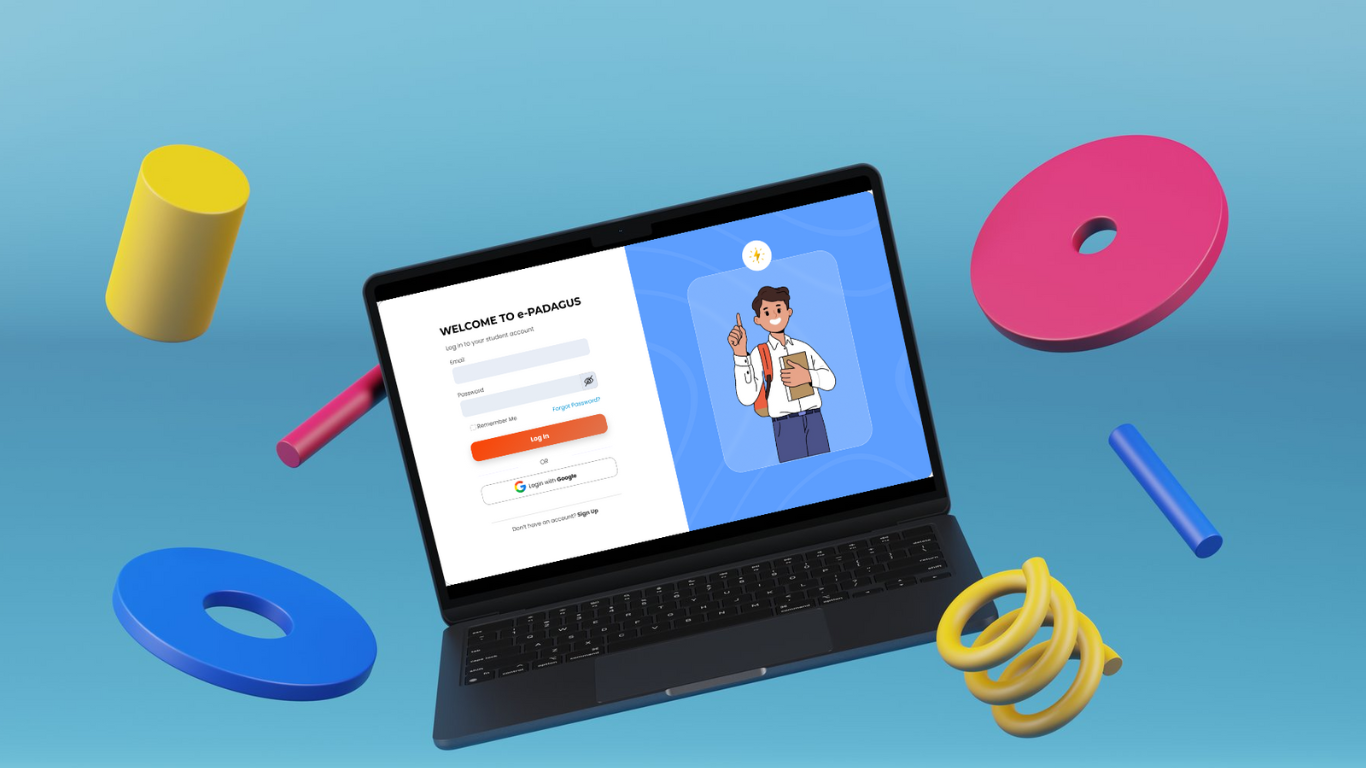 WELCOME TO e-PADAGUS
Log in to your student account
Email
Password
Remember Me
Forgot Password?
Log In
OR
Login with Google
Don't have an account? Sign Up